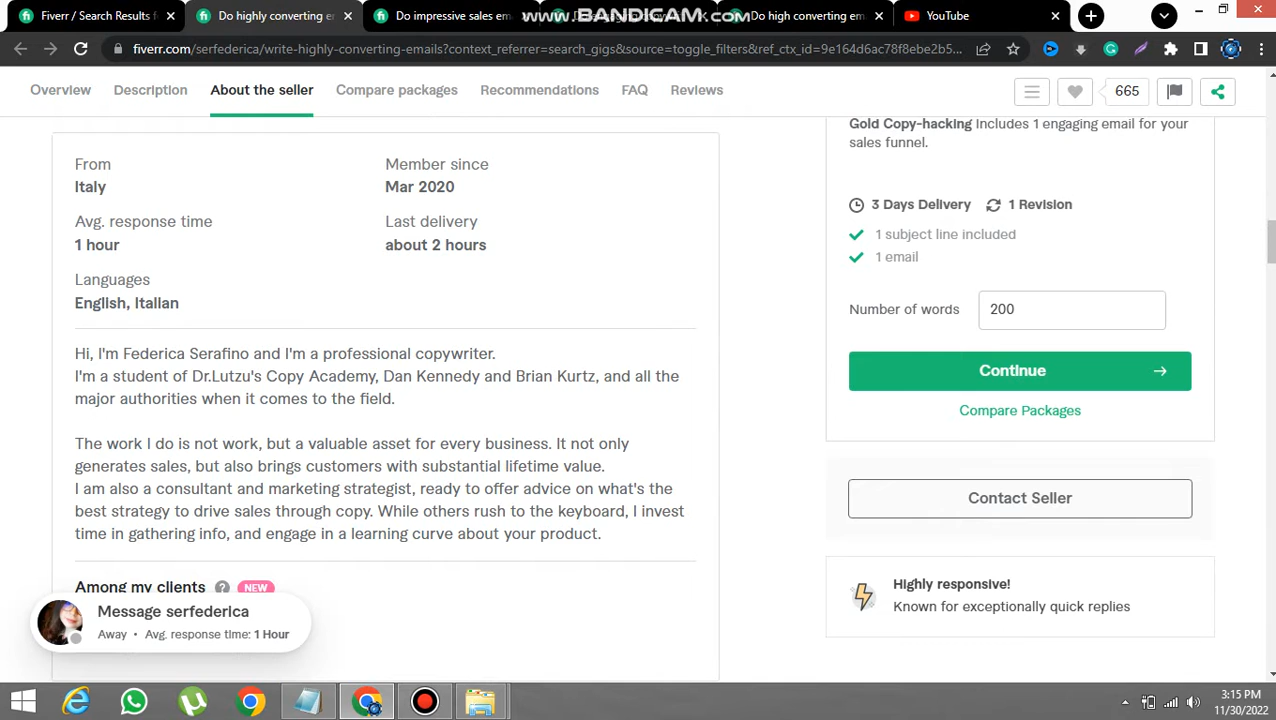 Fiverr / Search Results f
Do highly converting e
Do impressive sales em
Do high converting em
YouTube
www.BANDICAM.com
fiverr.com/serfederica/write-highly-converting-emails?context_referrer=search_gigs&source=toggle_filters&ref_ctx_id=9e164d6ac78f8ebe2b5...
Overview
Description
About the seller
Compare packages
Recommendations
FAQ
Reviews
665
From
Italy
Member since
Mar 2020
Avg. response time
1 hour
Last delivery
about 2 hours
Languages
English, Italian
Hi, I'm Federica Serafino and I'm a professional copywriter.
I'm a student of Dr.Lutzu's Copy Academy, Dan Kennedy and Brian Kurtz, and all the
major authorities when it comes to the field.
The work I do is not work, but a valuable asset for every business. It not only
generates sales, but also brings customers with substantial lifetime value.
I am also a consultant and marketing strategist, ready to offer advice on what's the
best strategy to drive sales through copy. While others rush to the keyboard, I invest
time in gathering info, and engage in a learning curve about your product.
Among my clients ? NEW
Message serfederica
Away • Avg. response time: 1 Hour
Gold Copy-hacking Includes 1 engaging email for your
sales funnel.
3 Days Delivery
1 Revision
1 subject line included
1 email
Number of words
200
Continue
Compare Packages
Contact Seller
Highly responsive!
Known for exceptionally quick replies
3:15 PM
11/30/2022